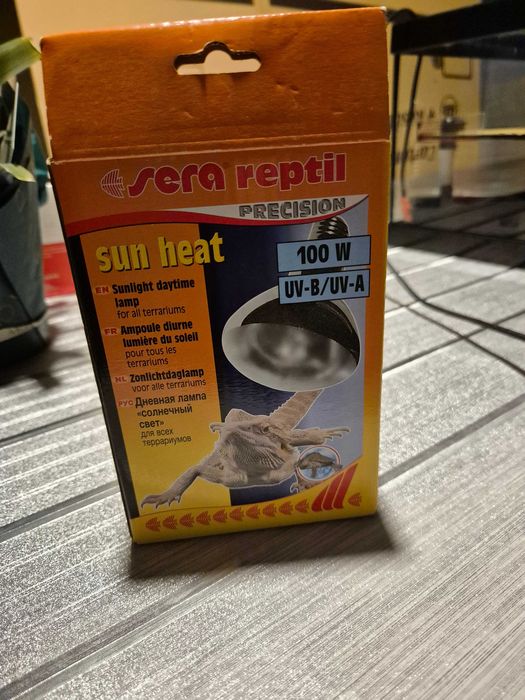 sera reptil
PRECISION
sun heat
100 W
UV-B/UV-A
EN Sunlight daytime
lamp
for all terrariums
FR Ampoule diurne
lumière du soleil
pour tous les
terrariums
NL Zonlichtdaglamp
voor alle terrariums
РУС Дневная лампа
«солнечный
свет»
для всех
террариумов